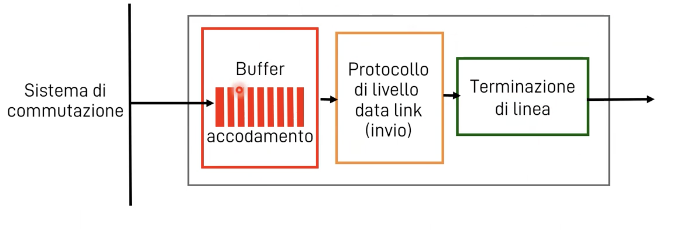 Sistema di
commutazione
Buffer
accodamento
Protocollo
di livello
data link
(invio)
Terminazione
di linea